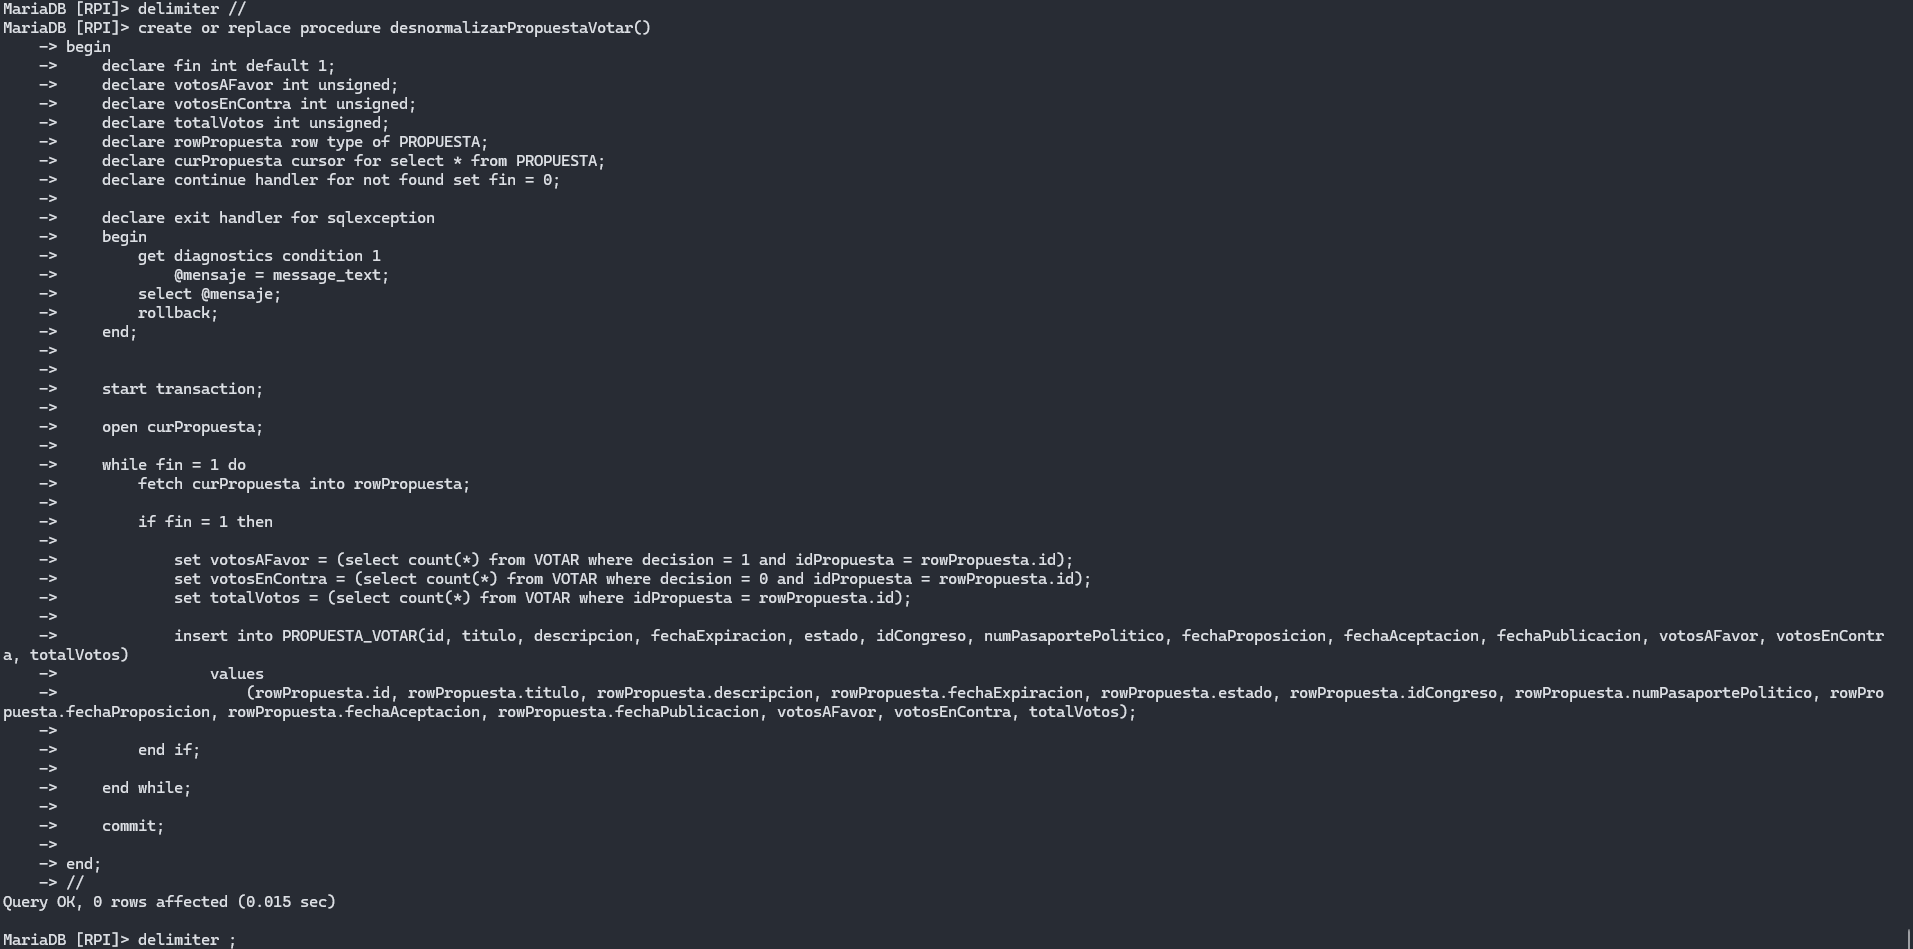 MariaDB [RPI]> delimiter //
MariaDB [RPI]> create or replace procedure desnormalizarPropuestaVotar()
    -> begin
    ->     declare fin int default 1;
    ->     declare votosAFavor int unsigned;
    ->     declare votosEnContra int unsigned;
    ->     declare totalVotos int unsigned;
    ->     declare rowPropuesta row type of PROPUESTA;
    ->     declare curPropuesta cursor for select * from PROPUESTA;
    ->     declare continue handler for not found set fin = 0;
    ->
    ->     declare exit handler for sqlexception
    ->     begin
    ->         get diagnostics condition 1
    ->             @mensaje = message_text;
    ->         select @mensaje;
    ->         rollback;
    ->     end;
    ->
    ->
    ->     start transaction;
    ->
    ->     open curPropuesta;
    ->
    ->     while fin = 1 do
    ->         fetch curPropuesta into rowPropuesta;
    ->
    ->         if fin = 1 then
    ->
    ->             set votosAFavor = (select count(*) from VOTAR where decision = 1 and idPropuesta = rowPropuesta.id);
    ->             set votosEnContra = (select count(*) from VOTAR where decision = 0 and idPropuesta = rowPropuesta.id);
    ->             set totalVotos = (select count(*) from VOTAR where idPropuesta = rowPropuesta.id);
    ->
    ->             insert into PROPUESTA_VOTAR(id, titulo, descripcion, fechaExpiracion, estado, idCongreso, numPasaportePolitico, fechaProposicion, fechaAceptacion, fechaPublicacion, votosAFavor, votosEnContr
a, totalVotos)
    ->                 values
    ->                     (rowPropuesta.id, rowPropuesta.titulo, rowPropuesta.descripcion, rowPropuesta.fechaExpiracion, rowPropuesta.estado, rowPropuesta.idCongreso, rowPropuesta.numPasaportePolitico, rowPro
puesta.fechaProposicion, rowPropuesta.fechaAceptacion, rowPropuesta.fechaPublicacion, votosAFavor, votosEnContra, totalVotos);
    ->
    ->         end if;
    ->
    ->     end while;
    ->
    ->     commit;
    ->
    -> end;
    -> //
Query OK, 0 rows affected (0.015 sec)

MariaDB [RPI]> delimiter ;